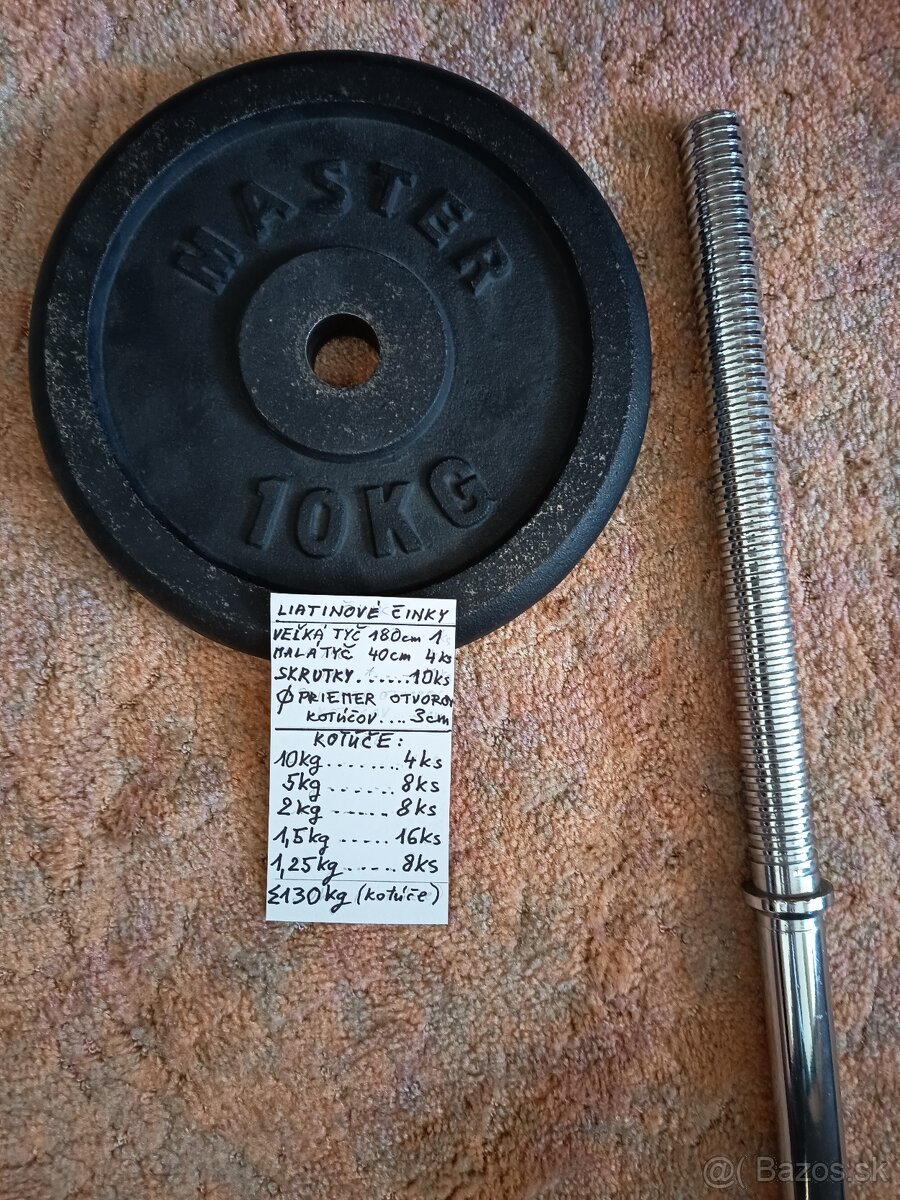 MASTER
10KG
LIATINOVÉ ČINKY
VEĽKÁ TYČ 180cm 1
MALÁ TYČ 40cm 4ks
SKRUTKY.......10ks
Ø PRIEMER OTVOROV
KOTÚČOV....3cm
KOTÚČE:
10kg........4ks
5kg.......8ks
2kg.......8ks
1,5kg.....16ks
1,25kg.....8ks
Σ130kg (kotúče)
@( Bazos.sk